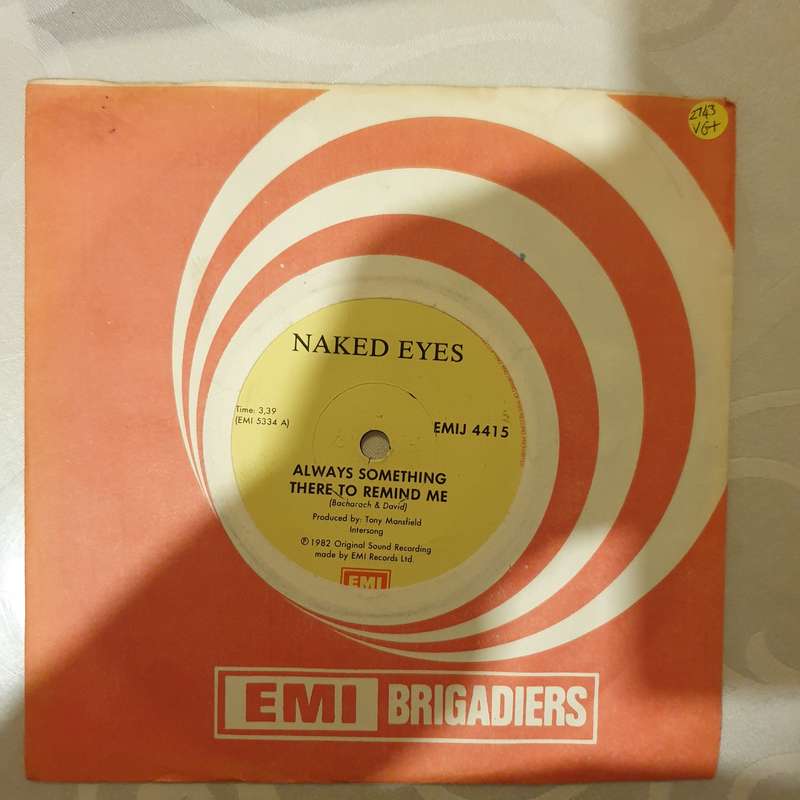 2743
VG+
NAKED EYES
Time: 3,39
(EMI 5334 A)
EMIJ 4415
ALWAYS SOMETHING
THERE TO REMIND ME
(Bacharach & David)
Produced by: Tony Mansfield
Intersong
℗ 1982 Original Sound Recording
made by EMI Records Ltd.
EMI
EMI BRIGADIERS